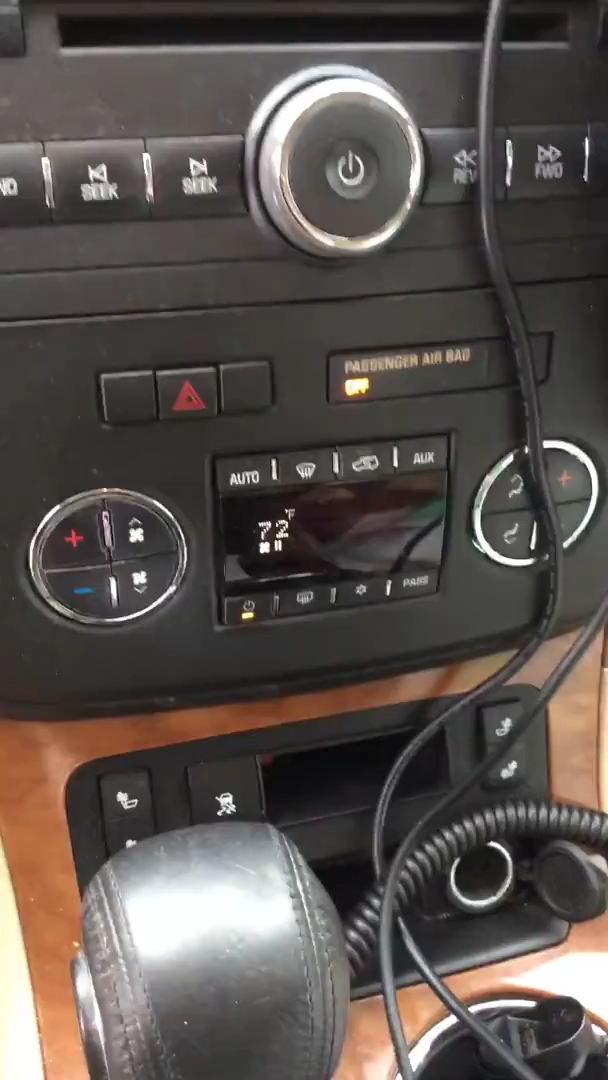 SEEK
SEEK
REV
FWD
PASSENGER AIR BAG
OFF
AUTO
AUX
72°F
PASS